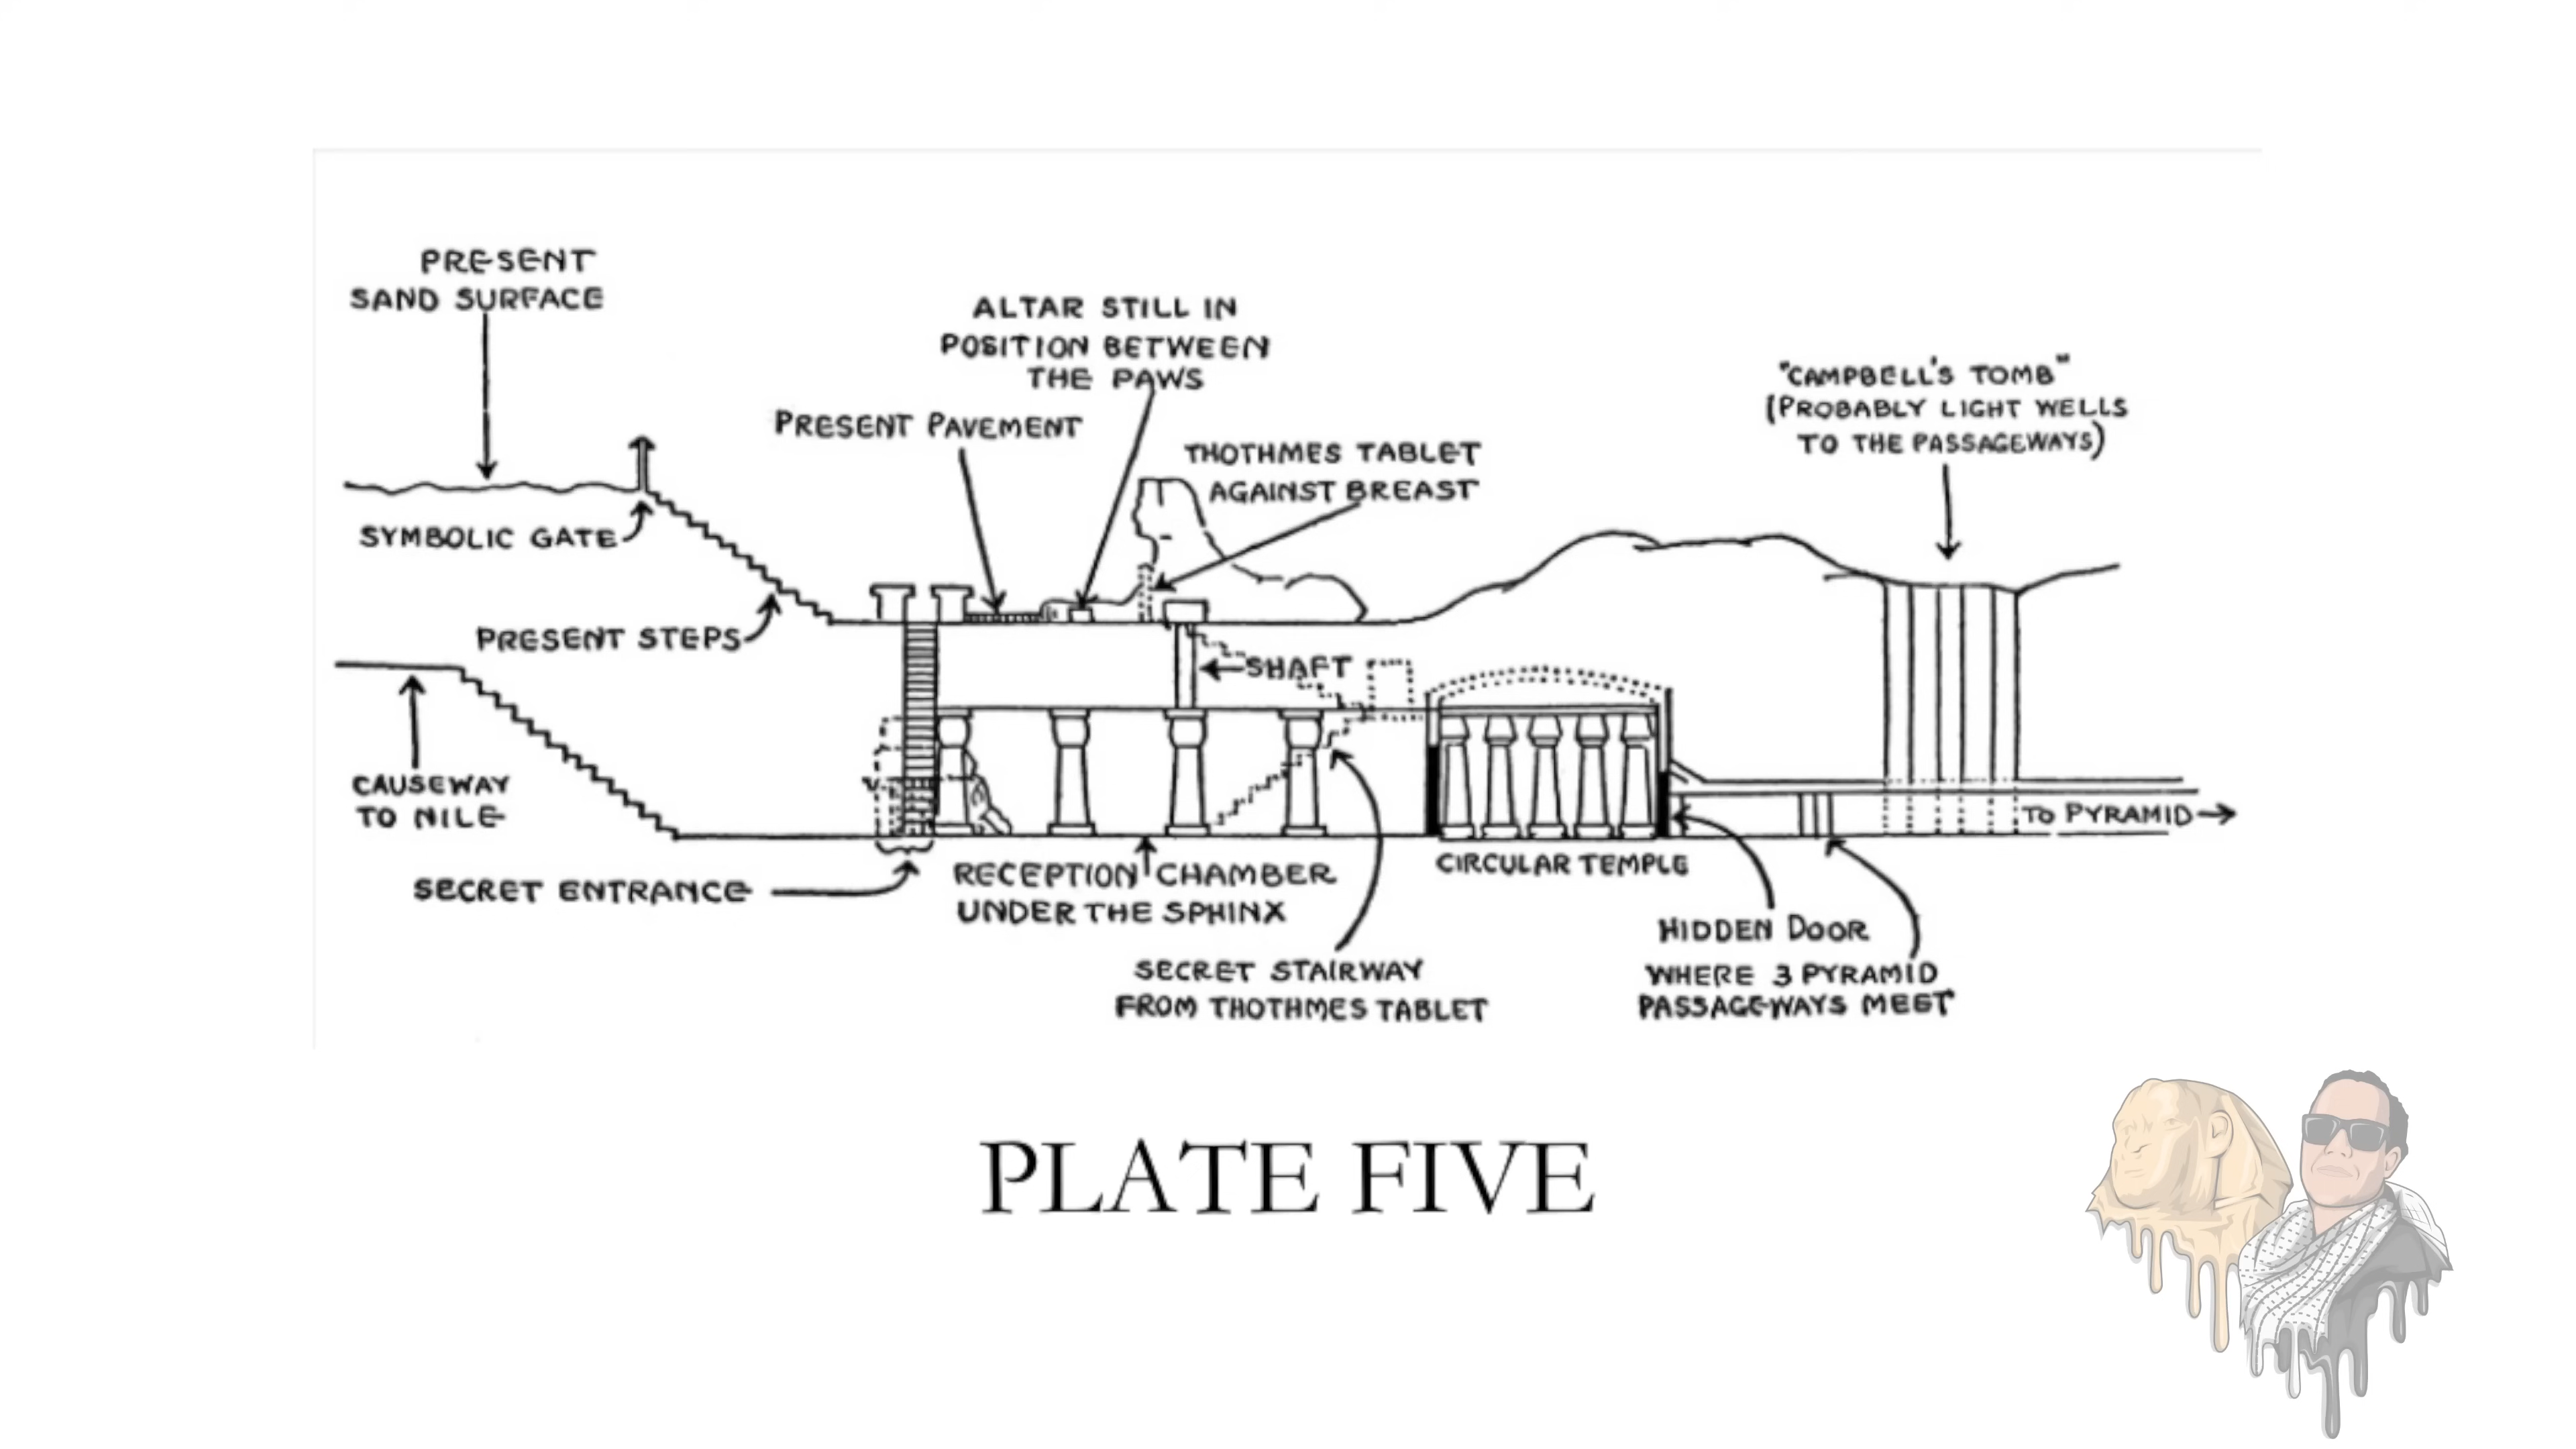 PRESENT
SAND SURFACE
ALTAR STILL IN
POSITION BETWEEN
THE PAWS
PRESENT PAVEMENT
THOTHMES TABLET
AGAINST BREAST
"CAMPBELL'S TOMB"
(PROBABLY LIGHT WELLS
TO THE PASSAGEWAYS)
SYMBOLIC GATE
PRESENT STEPS
SHAFT
CAUSEWAY
TO NILE
TO PYRAMID
SECRET ENTRANCE
RECEPTION CHAMBER
UNDER THE SPHINX
CIRCULAR TEMPLE
SECRET STAIRWAY
FROM THOTHMES TABLET
HIDDEN DOOR
WHERE 3 PYRAMID
PASSAGEWAYS MEET
PLATE FIVE